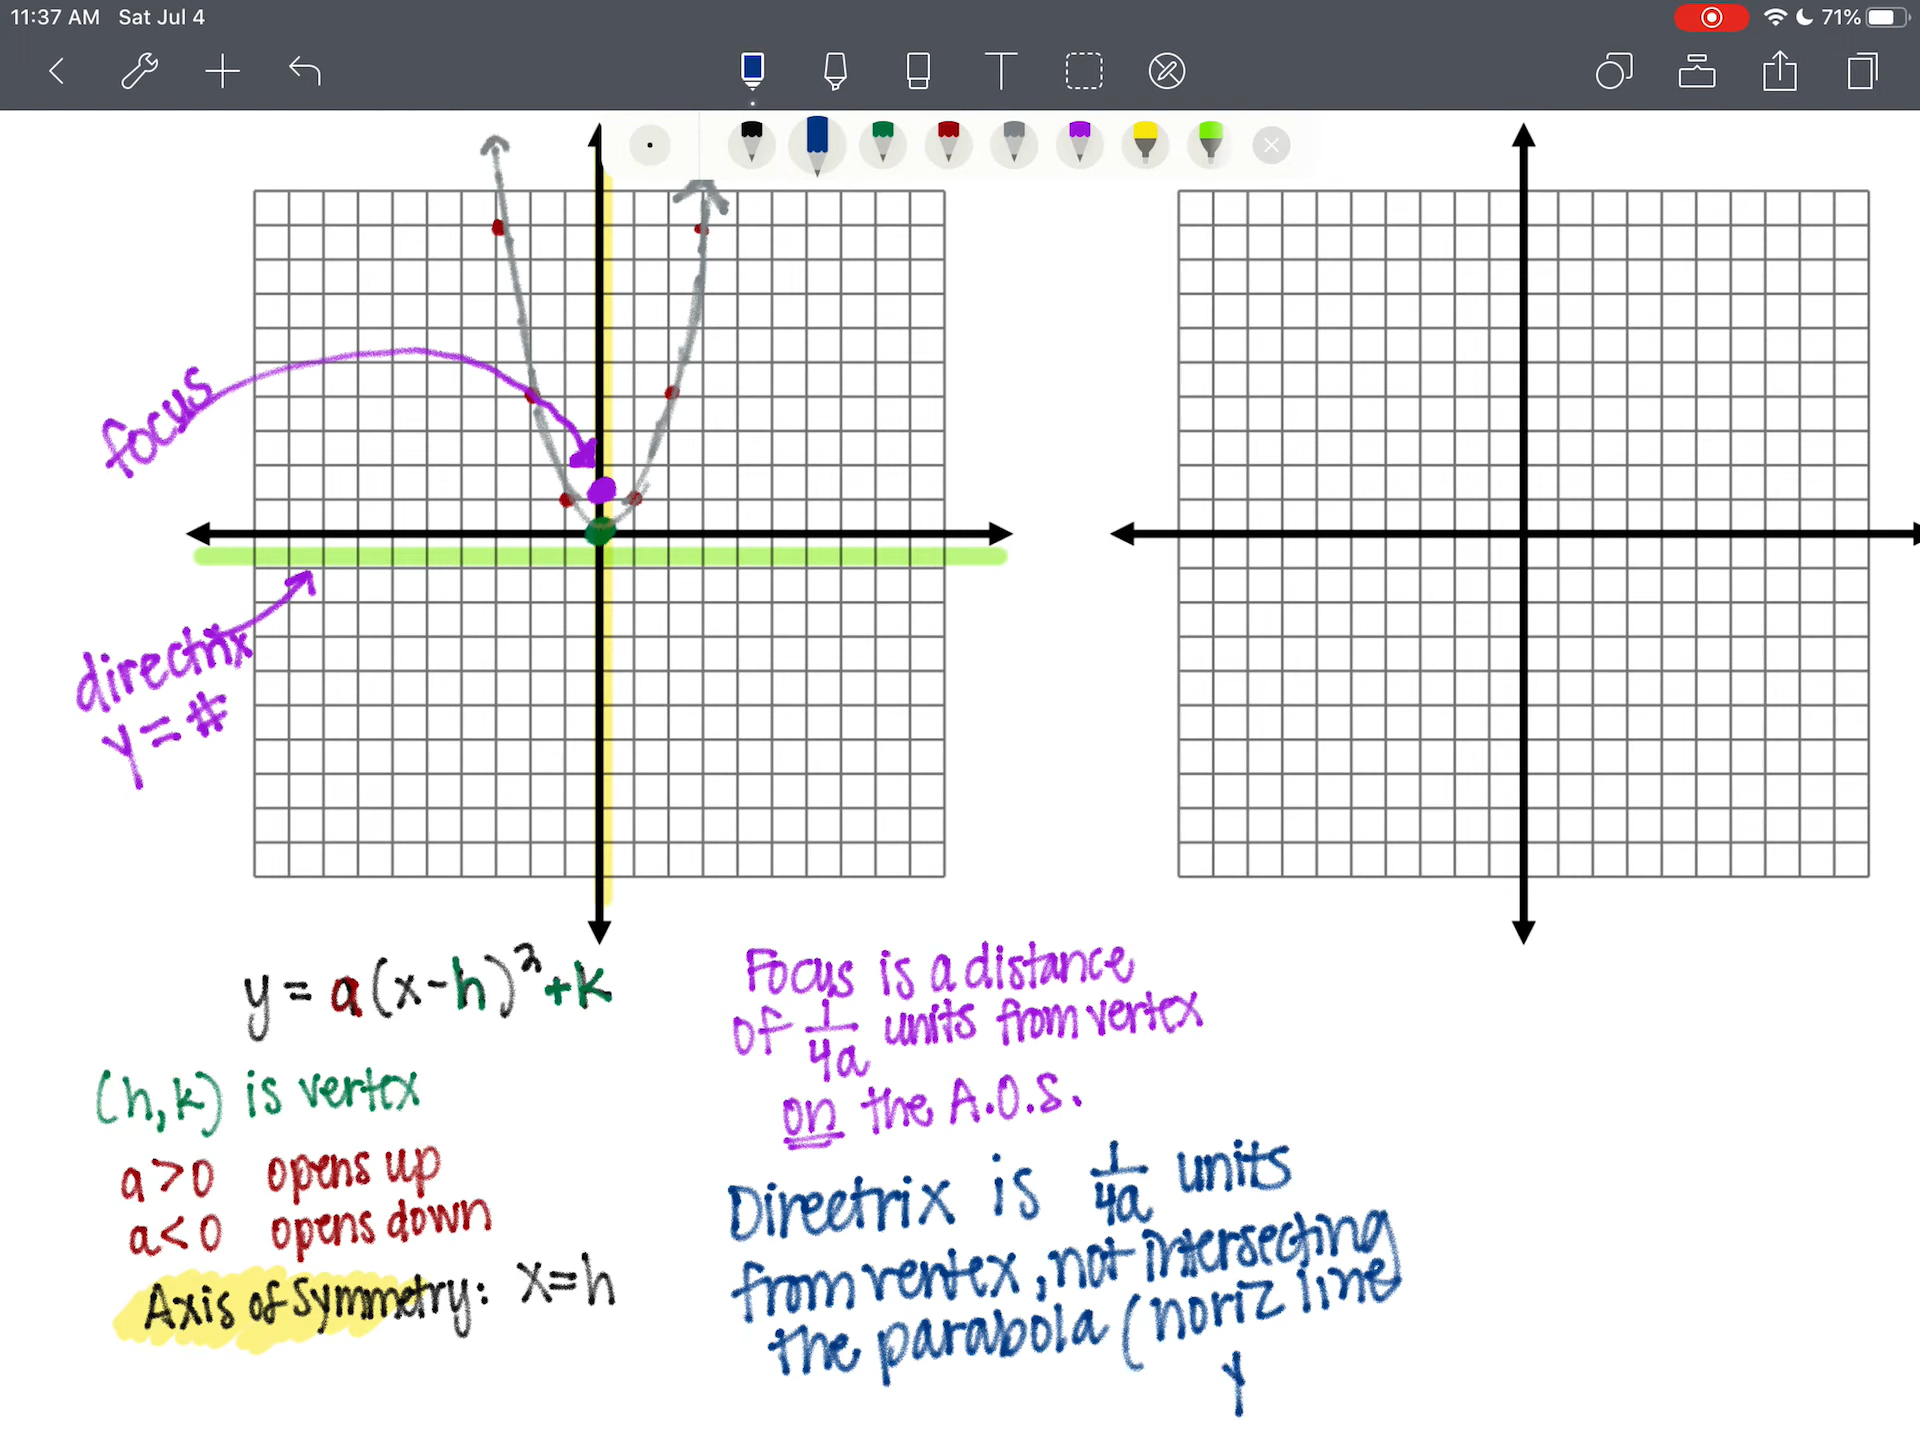 11:37 AM Sat Jul 4
71%
focus
directrix
y = #
y = a(x-h)²+k
(h,k) is vertex
a>0 opens up
a<0 opens down
Axis of Symmetry: x=h
Focus is a distance
of 1/4a units from vertex
on the A.O.S.
Directrix is 1/4a units
from vertex, not intersecting
the parabola (horiz line
y